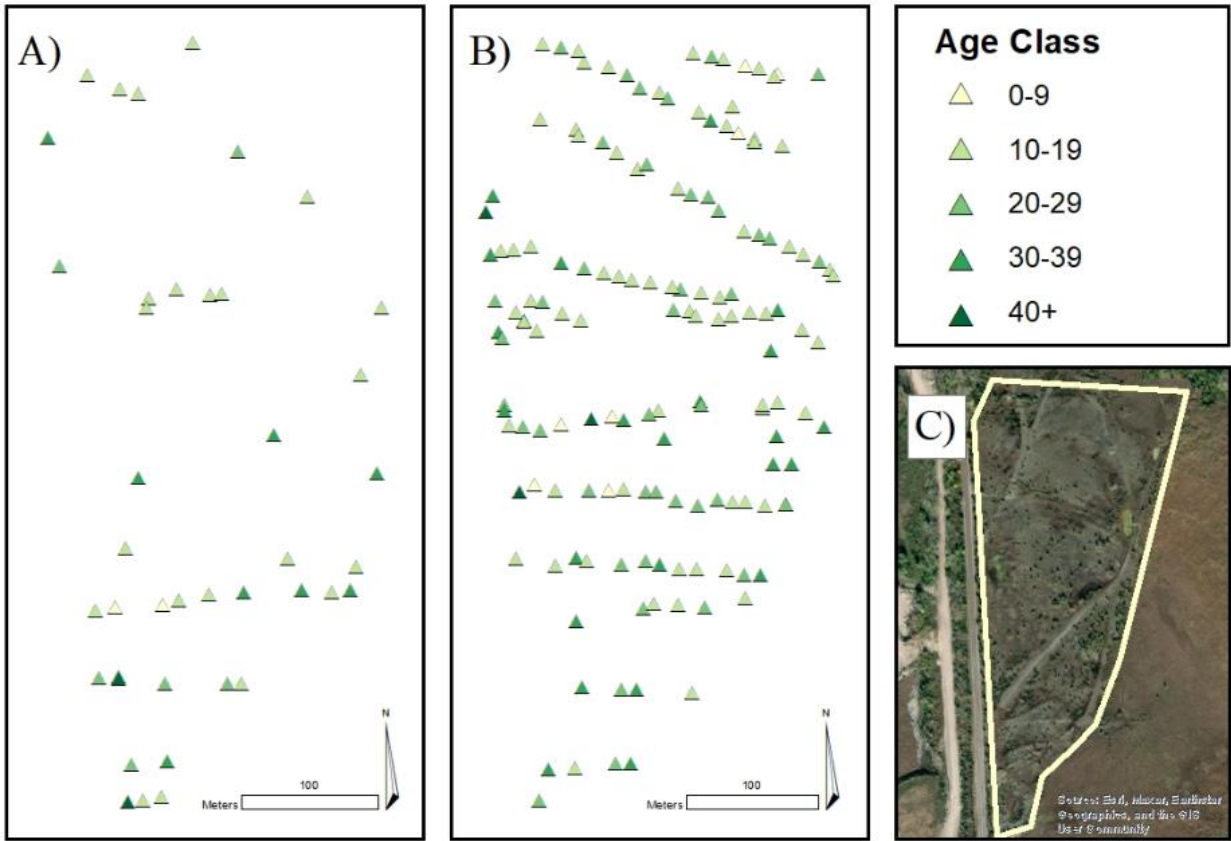 A)
N
100
Meters
B)
N
100
Meters
Age Class
0-9
10-19
20-29
30-39
40+
C)
Source: Esri, Maxar, Earthstar
Geographics, and the GIS
User Community